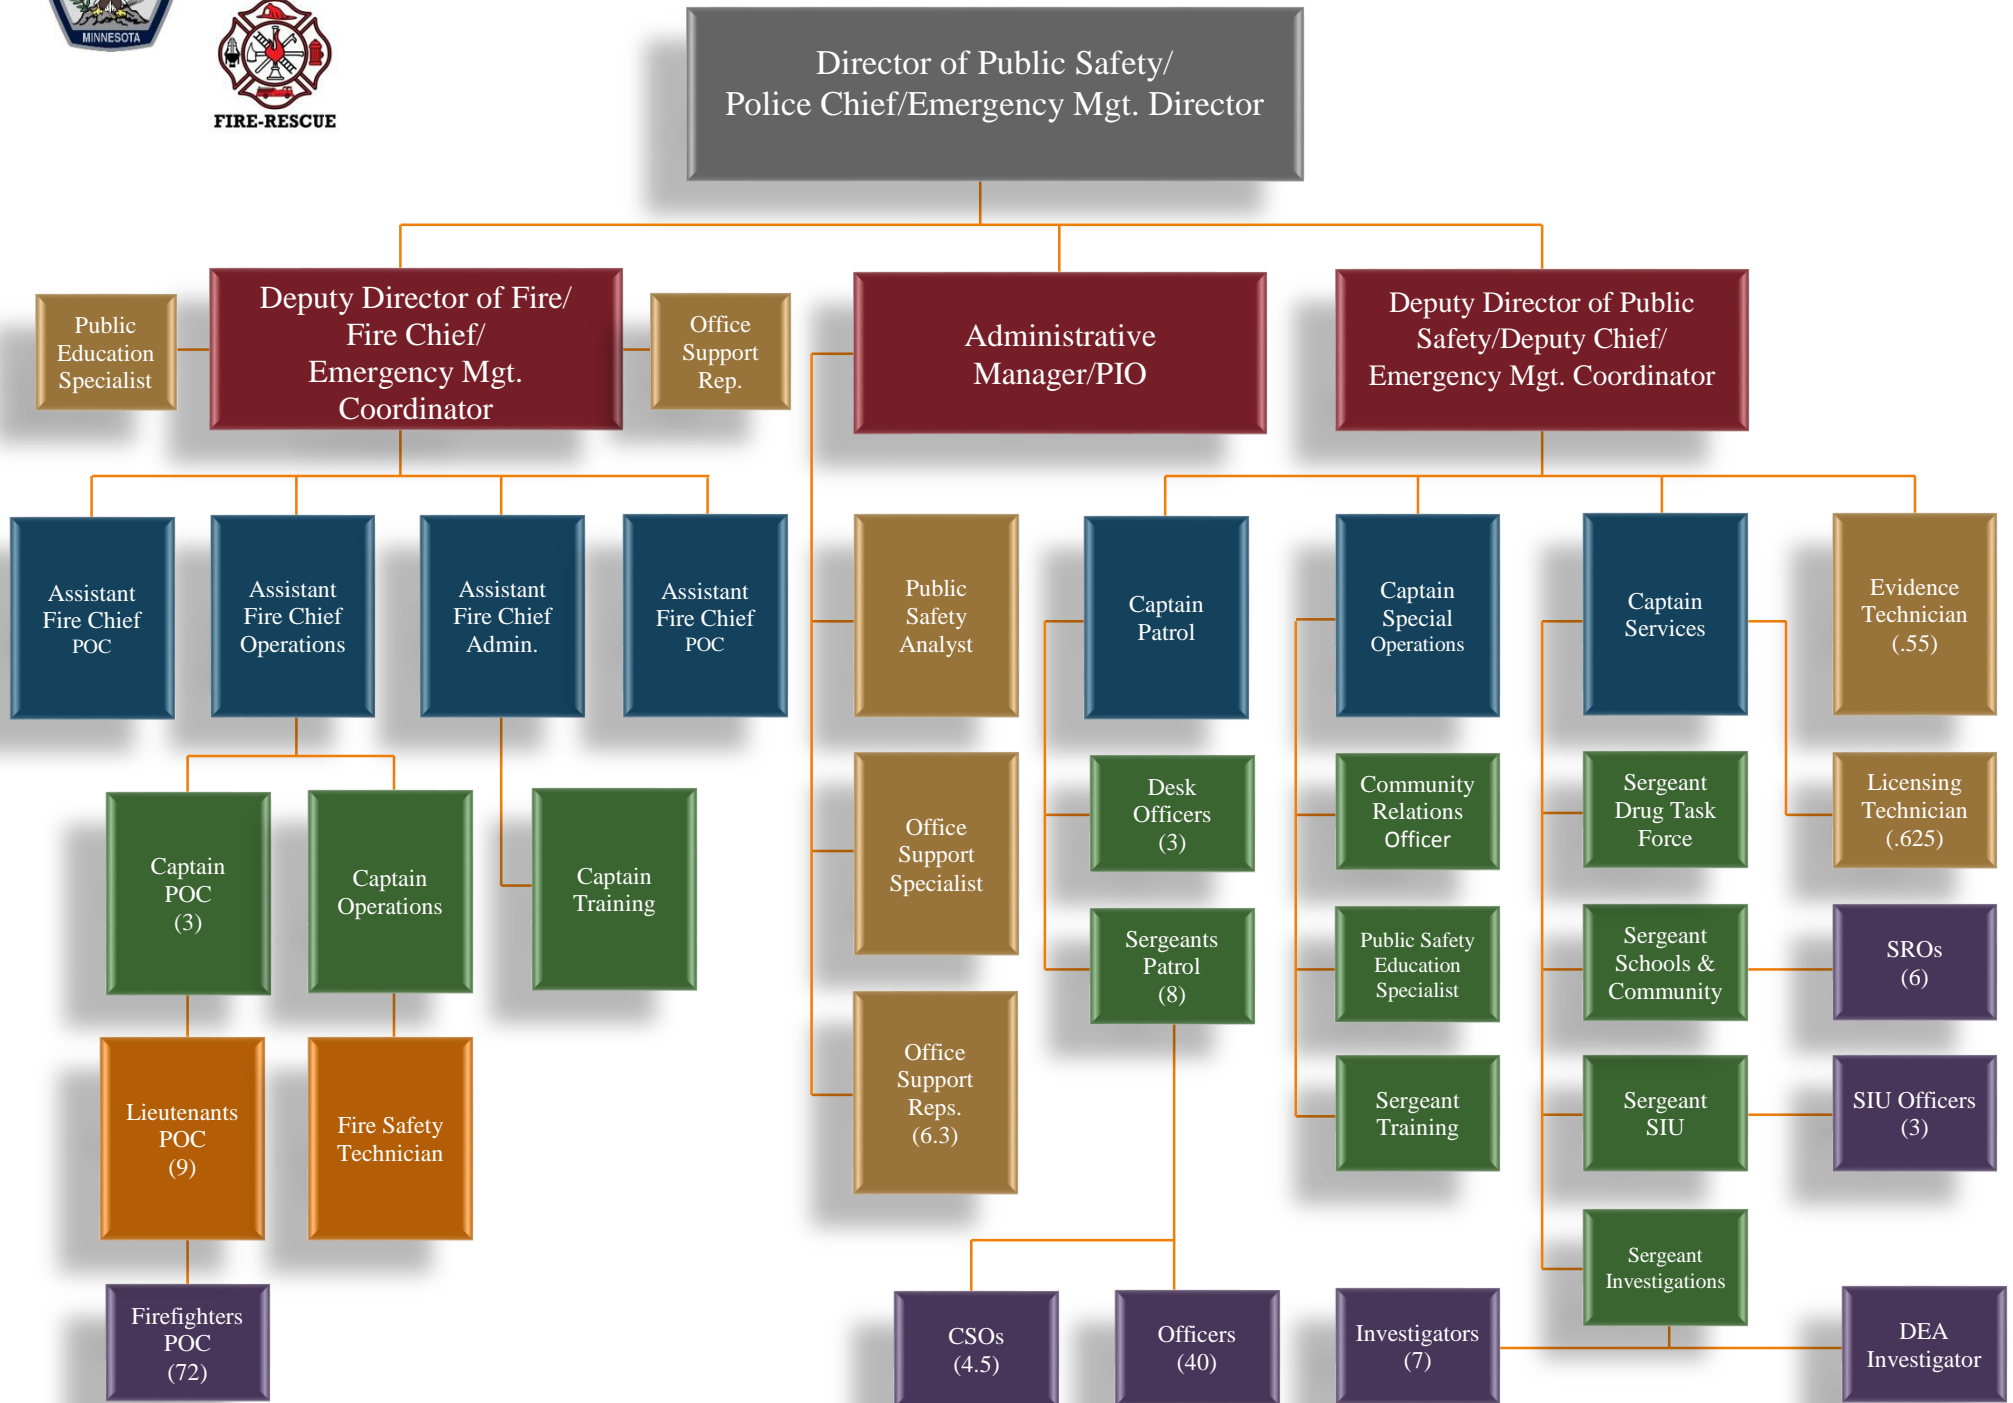 MINNESOTA
FIRE-RESCUE
Director of Public Safety/
Police Chief/Emergency Mgt. Director
Public
Education
Specialist
Deputy Director of Fire/
Fire Chief/
Emergency Mgt.
Coordinator
Office
Support
Rep.
Administrative
Manager/PIO
Deputy Director of Public
Safety/Deputy Chief/
Emergency Mgt. Coordinator
Assistant
Fire Chief
POC
Assistant
Fire Chief
Operations
Assistant
Fire Chief
Admin.
Assistant
Fire Chief
POC
Public
Safety
Analyst
Captain
Patrol
Captain
Special
Operations
Captain
Services
Evidence
Technician
(.55)
Desk
Officers
(3)
Community
Relations
Officer
Sergeant
Drug Task
Force
Licensing
Technician
(.625)
Captain
POC
(3)
Captain
Operations
Captain
Training
Office
Support
Specialist
Sergeants
Patrol
(8)
Public Safety
Education
Specialist
Sergeant
Schools &
Community
SROs
(6)
Lieutenants
POC
(9)
Fire Safety
Technician
Office
Support
Reps.
(6.3)
Sergeant
Training
Sergeant
SIU
SIU Officers
(3)
Sergeant
Investigations
Firefighters
POC
(72)
CSOs
(4.5)
Officers
(40)
Investigators
(7)
DEA
Investigator